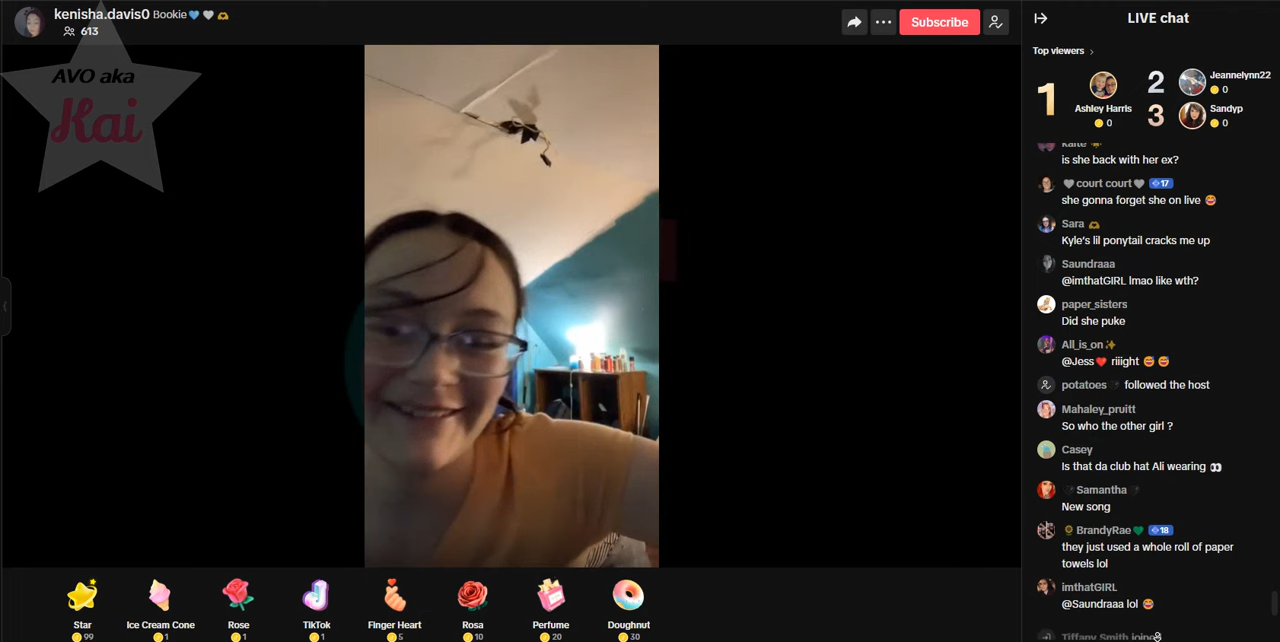 kenisha.davis0 Bookie💙🤍🫶
613
Subscribe
AVO aka
Kai
LIVE chat
Top viewers
1
Ashley Harris
0
2
Jeannelynn22
0
3
Sandyp
0
is she back with her ex?
🤍court court🤍 17
she gonna forget she on live 🤣
Sara 🫶
Kyle's lil ponytail cracks me up
Saundraaa
@imthatGIRL lmao like wth?
paper_sisters
Did she puke
All_is_on✨
@Jess❤️ riiight 😅 😅
potatoes🖤 followed the host
Mahaley_pruitt
So who the other girl ?
Casey
Is that da club hat Ali wearing 👀
🖤Samantha🖤
New song
🌻BrandyRae💚 18
they just used a whole roll of paper
towels lol
imthatGIRL
@Saundraaa lol 🤣
Tiffany Smith joined
Star
99
Ice Cream Cone
1
Rose
1
TikTok
1
Finger Heart
5
Rosa
10
Perfume
20
Doughnut
30